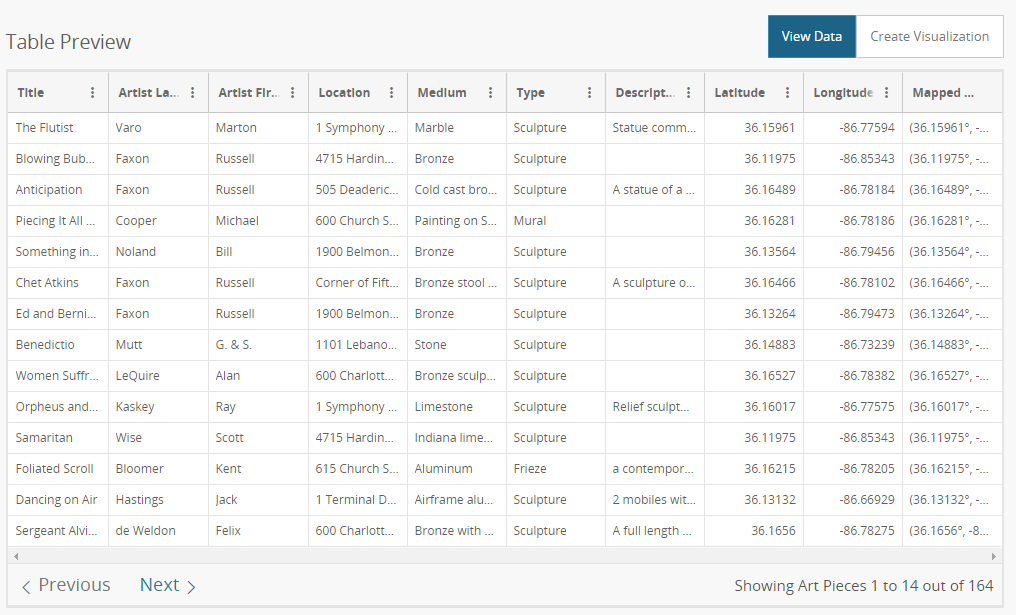 Table Preview
View Data Create Visualization
Title Artist La... Artist Fir... Location Medium Type Descript... Latitude Longitude Mapped ...
The Flutist Varo Marton 1 Symphony ... Marble Sculpture Statue comm... 36.15961 -86.77594 (36.15961°, -...
Blowing Bub... Faxon Russell 4715 Hardin... Bronze Sculpture 36.11975 -86.85343 (36.11975°, -...
Anticipation Faxon Russell 505 Deaderic... Cold cast bro... Sculpture A statue of a ... 36.16489 -86.78184 (36.16489°, -...
Piecing It All ... Cooper Michael 600 Church S... Painting on S... Mural 36.16281 -86.78186 (36.16281°, -...
Something in... Noland Bill 1900 Belmon... Bronze Sculpture 36.13564 -86.79456 (36.13564°, -...
Chet Atkins Faxon Russell Corner of Fift... Bronze stool ... Sculpture A sculpture o... 36.16466 -86.78102 (36.16466°, -...
Ed and Berni... Faxon Russell 1900 Belmon... Bronze Sculpture 36.13264 -86.79473 (36.13264°, -...
Benedictio Mutt G. & S. 1101 Lebano... Stone Sculpture 36.14883 -86.73239 (36.14883°, -...
Women Suffr... LeQuire Alan 600 Charlott... Bronze sculp... Sculpture 36.16527 -86.78382 (36.16527°, -...
Orpheus and... Kaskey Ray 1 Symphony ... Limestone Sculpture Relief sculpt... 36.16017 -86.77575 (36.16017°, -...
Samaritan Wise Scott 4715 Hardin... Indiana lime... Sculpture 36.11975 -86.85343 (36.11975°, -...
Foliated Scroll Bloomer Kent 615 Church S... Aluminum Frieze a contempor... 36.16215 -86.78205 (36.16215°, -...
Dancing on Air Hastings Jack 1 Terminal D... Airframe alu... Sculpture 2 mobiles wit... 36.13132 -86.66929 (36.13132°, -...
Sergeant Alvi... de Weldon Felix 600 Charlott... Bronze with ... Sculpture A full length ... 36.1656 -86.78275 (36.1656°, -8...
Previous Next Showing Art Pieces 1 to 14 out of 164